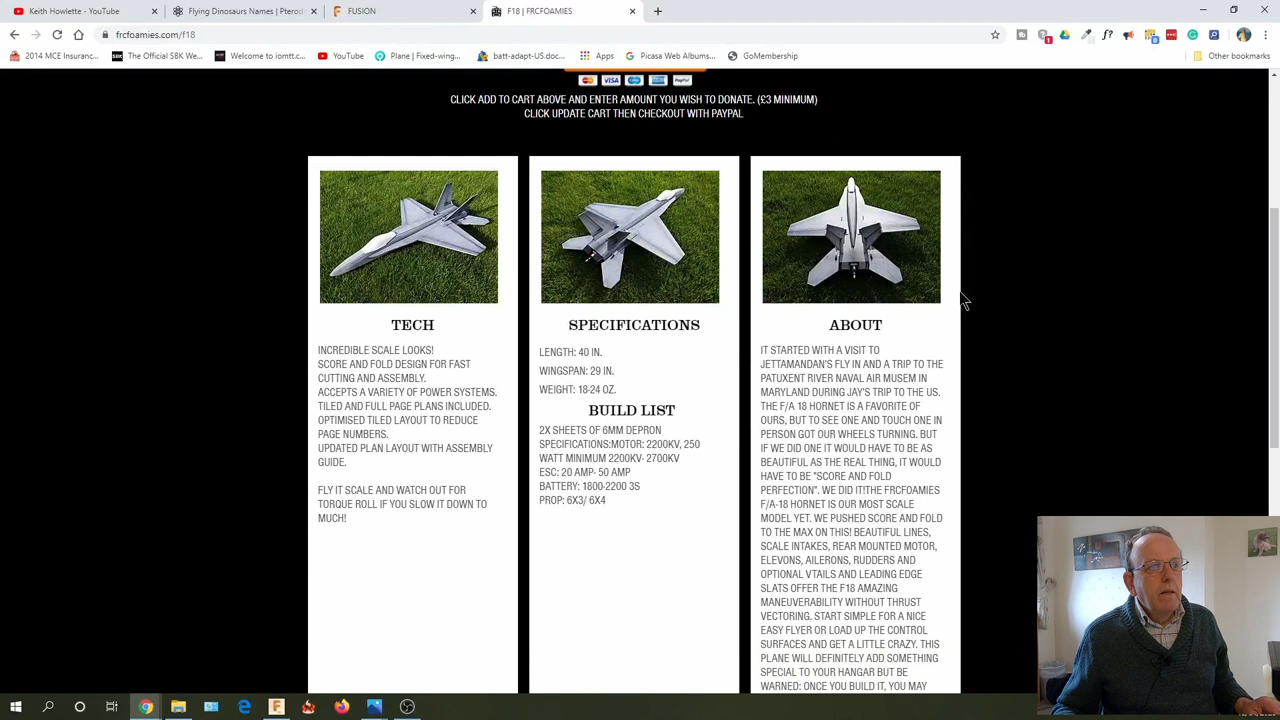 Keith Howlette - YouTube
Flying Dinosaurs Names | Pterod
FUSION
F18 | FRCFOAMIES
frcfoamies.com/f18
2014 MCE Insuranc...
The Official SBK We...
Welcome to iomtt.c...
YouTube
Plane | Fixed-wing...
batt-adapt-US.doc...
Apps
Picasa Web Albums...
GoMembership
Other bookmarks
VISA
PayPal
CLICK ADD TO CART ABOVE AND ENTER AMOUNT YOU WISH TO DONATE. (£3 MINIMUM)
CLICK UPDATE CART THEN CHECKOUT WITH PAYPAL
TECH
INCREDIBLE SCALE LOOKS!
SCORE AND FOLD DESIGN FOR FAST
CUTTING AND ASSEMBLY.
ACCEPTS A VARIETY OF POWER SYSTEMS.
TILED AND FULL PAGE PLANS INCLUDED.
OPTIMISED TILED LAYOUT TO REDUCE
PAGE NUMBERS.
UPDATED PLAN LAYOUT WITH ASSEMBLY
GUIDE.
FLY IT SCALE AND WATCH OUT FOR
TORQUE ROLL IF YOU SLOW IT DOWN TO
MUCH!
SPECIFICATIONS
LENGTH: 40 IN.
WINGSPAN: 29 IN.
WEIGHT: 18-24 OZ.
BUILD LIST
2X SHEETS OF 6MM DEPRON
SPECIFICATIONS:MOTOR: 2200KV, 250
WATT MINIMUM 2200KV- 2700KV
ESC: 20 AMP- 50 AMP
BATTERY: 1800-2200 3S
PROP: 6X3/ 6X4
ABOUT
IT STARTED WITH A VISIT TO
JETTAMANDAN'S FLY IN AND A TRIP TO THE
PATUXENT RIVER NAVAL AIR MUSEM IN
MARYLAND DURING JAY'S TRIP TO THE US.
THE F/A 18 HORNET IS A FAVORITE OF
OURS, BUT TO SEE ONE AND TOUCH ONE IN
PERSON GOT OUR WHEELS TURNING. BUT
IF WE DID ONE IT WOULD HAVE TO BE AS
BEAUTIFUL AS THE REAL THING, IT WOULD
HAVE TO BE "SCORE AND FOLD
PERFECTION". WE DID IT!THE FRCFOAMIES
F/A-18 HORNET IS OUR MOST SCALE
MODEL YET. WE PUSHED SCORE AND FOLD
TO THE MAX ON THIS! BEAUTIFUL LINES,
SCALE INTAKES, REAR MOUNTED MOTOR,
ELEVONS, AILERONS, RUDDERS AND
OPTIONAL VTAILS AND LEADING EDGE
SLATS OFFER THE F18 AMAZING
MANEUVERABILITY WITHOUT THRUST
VECTORING. START SIMPLE FOR A NICE
EASY FLYER OR LOAD UP THE CONTROL
SURFACES AND GET A LITTLE CRAZY. THIS
PLANE WILL DEFINITELY ADD SOMETHING
SPECIAL TO YOUR HANGAR BUT BE
WARNED: ONCE YOU BUILD IT, YOU MAY